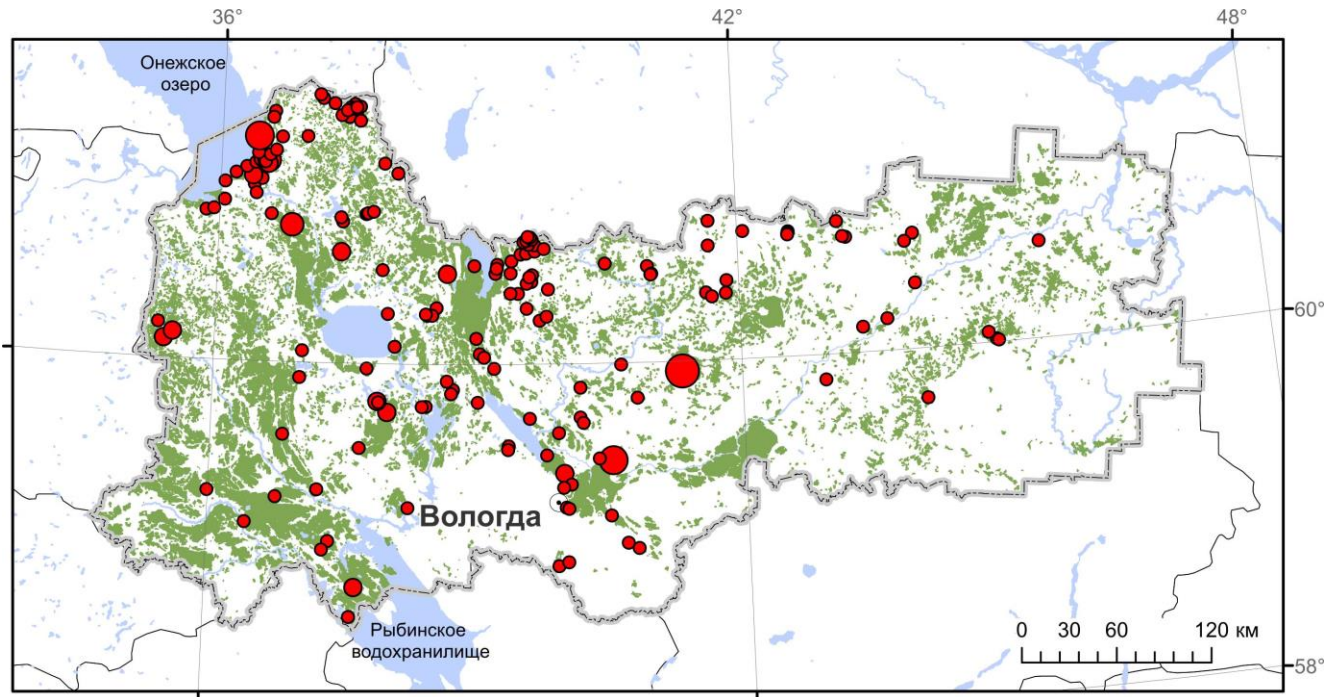 36°
42°
48°
Онежское
озеро
60°
Вологда
Рыбинское
водохранилище
0 30 60 120 км
58°